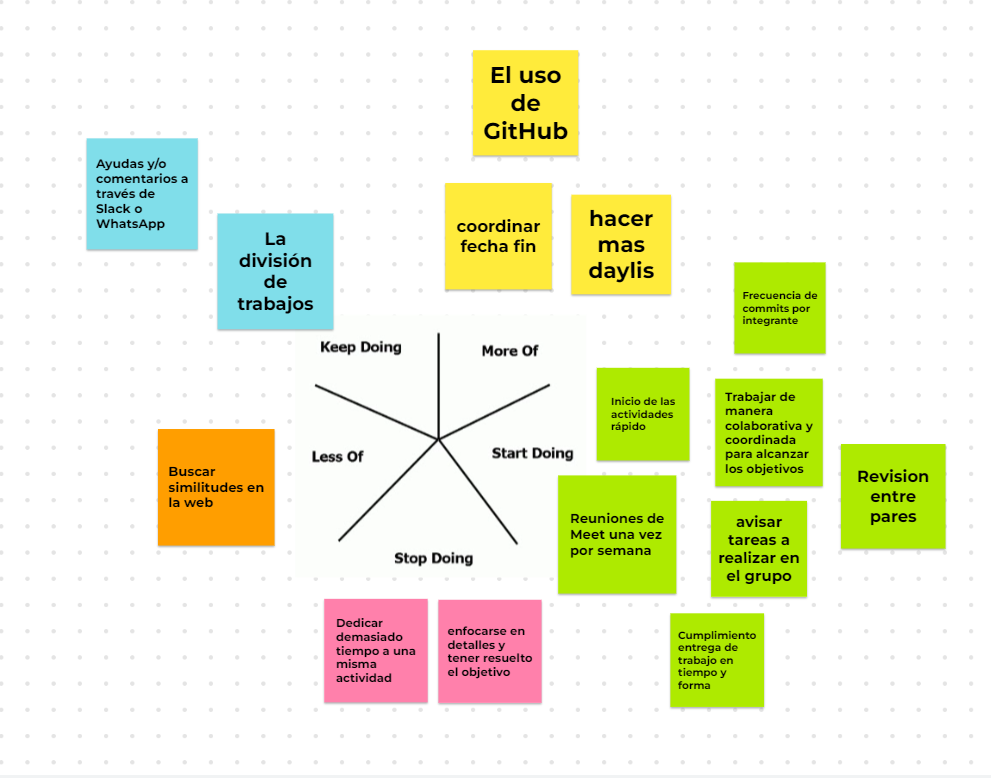 El uso
de
GitHub
Ayudas y/o
comentarios a
través de
Slack o
WhatsApp
La
división
de
trabajos
coordinar
fecha fin
hacer
mas
daylis
Frecuencia de
commits por
integrante
Keep Doing
More Of
Less Of
Start Doing
Stop Doing
Inicio de las
actividades
rápido
Trabajar de
manera
colaborativa y
coordinada
para alcanzar
los objetivos
Revision
entre
pares
Buscar
similitudes en
la web
Reuniones de
Meet una vez
por semana
avisar
tareas a
realizar en
el grupo
Dedicar
demasiado
tiempo a una
misma
actividad
enfocarse en
detalles y
tener resuelto
el objetivo
Cumplimiento
entrega de
trabajo en
tiempo y
forma